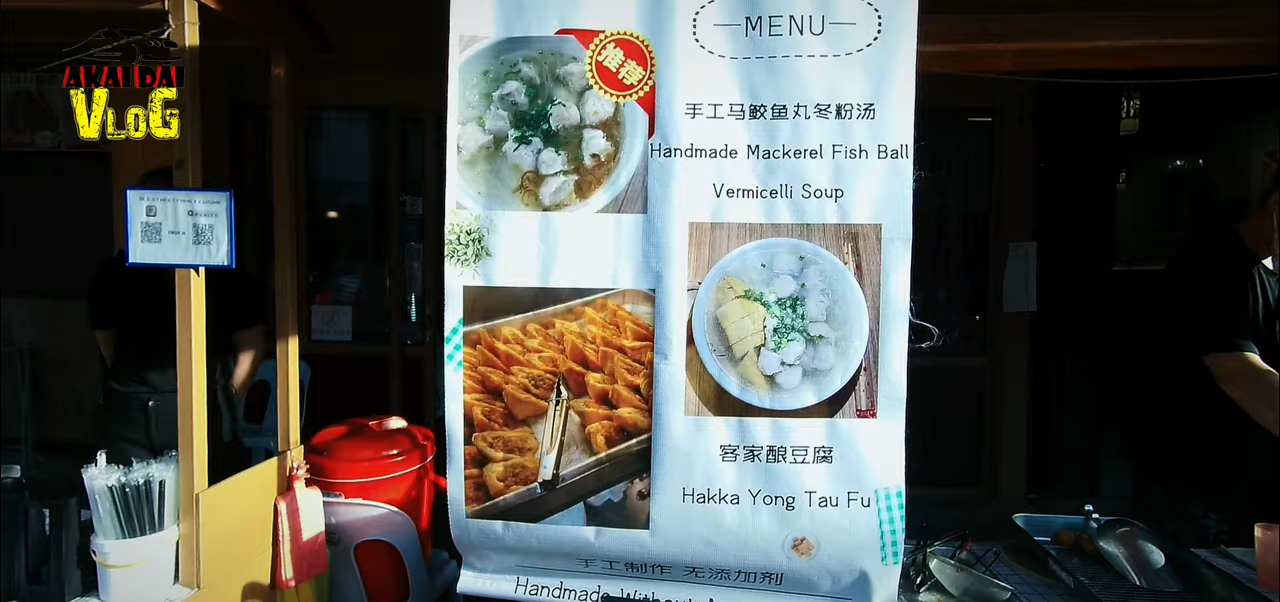 AKAI DAI
VLOG
MENU
推荐
手工马鲛鱼丸冬粉汤
Handmade Mackerel Fish Ball
Vermicelli Soup
客家酿豆腐
Hakka Yong Tau Fu
手工制作 无添加剂
Handmade Without